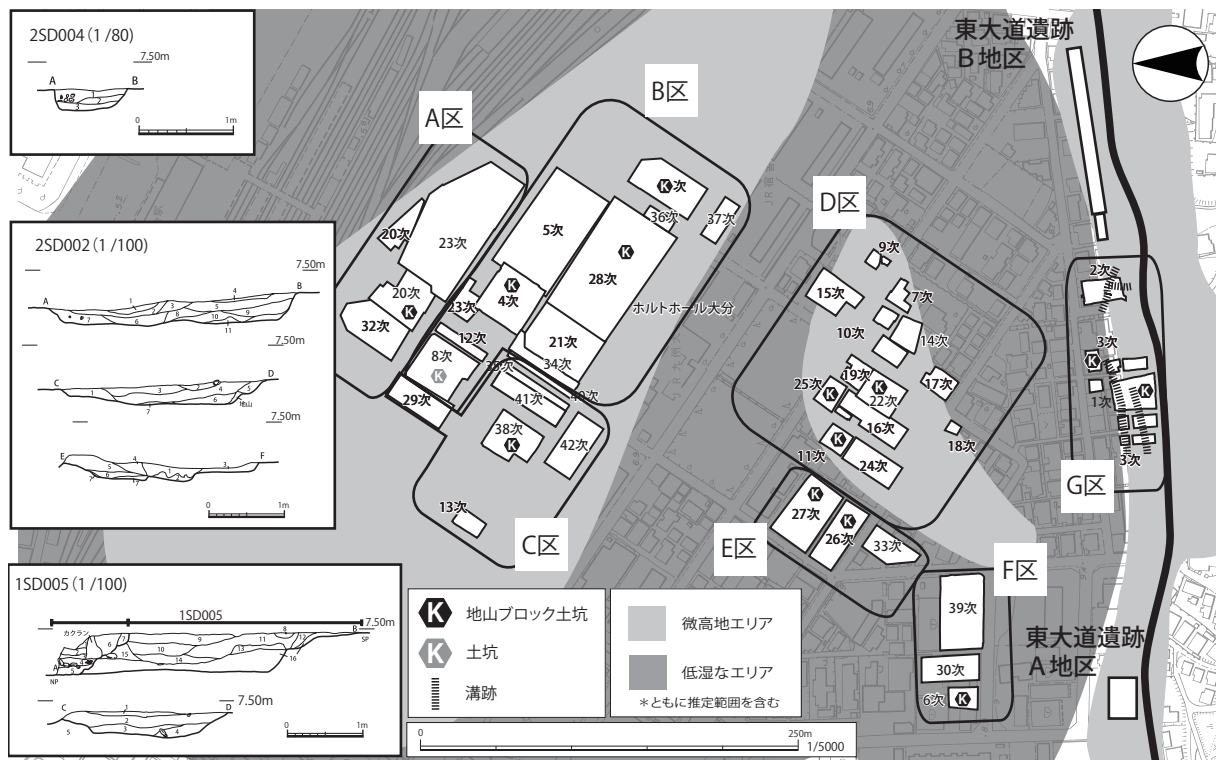 2SD004（1 /80）
7.50m
A
B
1
2
3
0
1m
2SD002（1 /100）
7.50m
A
B
7.50m
C
D
地山
7.50m
E
F
0
1m
1SD005（1 /100）
1SD005
7.50m
カクラン
A
B
NP
SP
7.50m
C
D
0
1m
A区
B区
C区
D区
E区
F区
G区
東大道遺跡
B地区
東大道遺跡
A地区
20次
23次
20次
32次
K
5次
K
4次
23次
12次
8次
K
29次
K次
36次
37次
K
28次
ホルトホール大分
21次
34次
35次
40次
41次
38次
K
42次
13次
9次
15次
7次
10次
14次
19次
25次
K
K
22次
17次
16次
18次
11次
K
24次
K
27次
K
26次
33次
39次
30次
6次
K
2次
3次
K
1次
K
3次
K 地山ブロック土坑
K 土坑
溝跡
微高地エリア
低湿なエリア
＊ともに推定範囲を含む
0
250m
1/5000